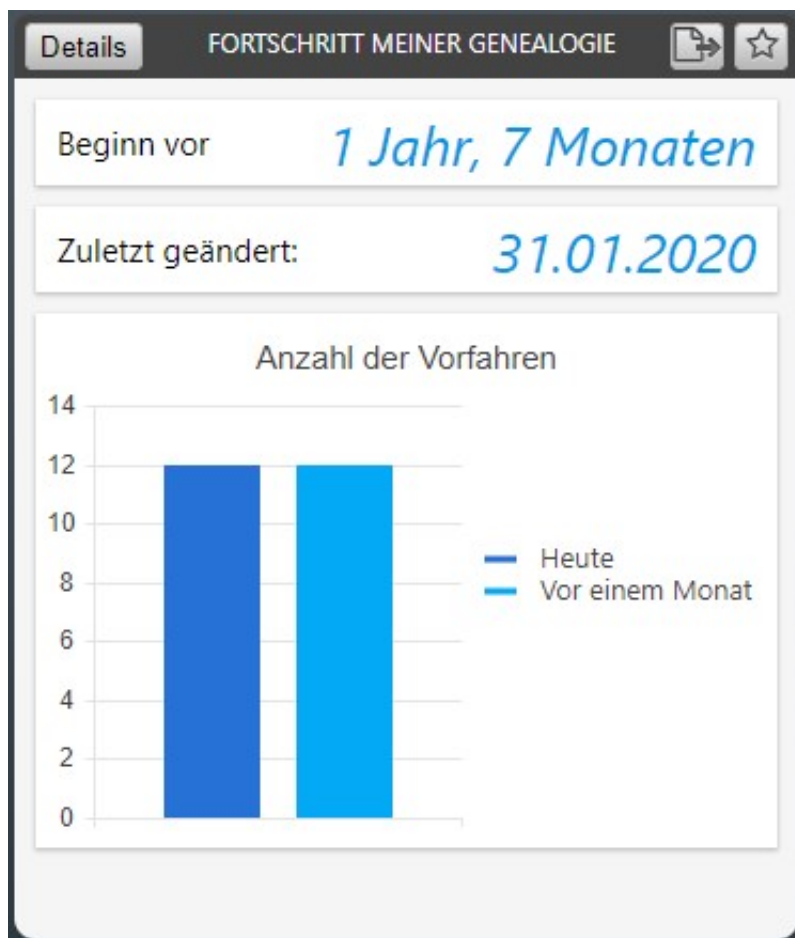 Details FORTSCHRITT MEINER GENEALOGIE
Beginn vor 1 Jahr, 7 Monaten
Zuletzt geändert: 31.01.2020
Anzahl der Vorfahren
14
12
10
8
6
4
2
0
Heute
Vor einem Monat